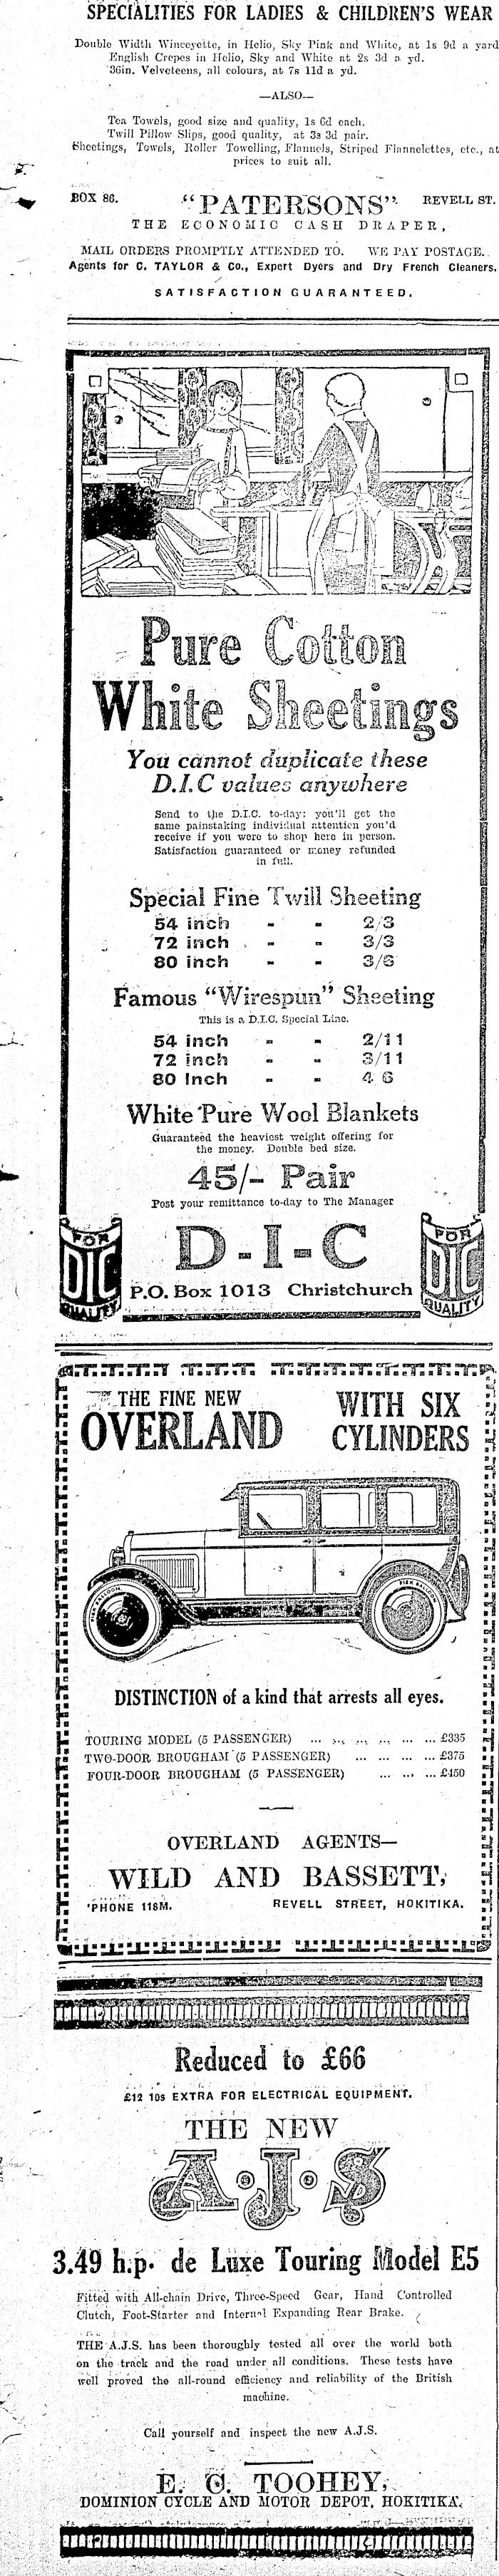 SPECIALITIES FOR LADIES & CHILDREN'S WEAR
Double Width Winceyette, in Helio, Sky Pink and White, at 1s 9d a yard
English Crepes in Helio, Sky and White at 2s 3d a yd.
36in. Velveteens, all colours, at 7s 11d a yd.
—ALSO—
Tea Towels, good size and quality, 1s 6d each.
Twill Pillow Slips, good quality, at 3s 3d pair.
Sheetings, Towels, Roller Towelling, Flannels, Striped Flannelettes, etc., at
prices to suit all.
BOX 86. "PATERSONS" REVELL ST.
THE ECONOMIC CASH DRAPER,
MAIL ORDERS PROMPTLY ATTENDED TO. WE PAY POSTAGE.
Agents for C. TAYLOR & Co., Expert Dyers and Dry French Cleaners.
SATISFACTION GUARANTEED.
Pure Cotton
White Sheetings
You cannot duplicate these
D.I.C values anywhere
Send to the D.I.C. to-day: you'll get the
same painstaking individual attention you'd
receive if you were to shop here in person.
Satisfaction guaranteed or money refunded
in full.
Special Fine Twill Sheeting
54 inch - - 2/3
72 inch - - 3/3
80 inch - - 3/6
Famous "Wirespun" Sheeting
This is a D.I.C. Special Line.
54 inch - - 2/11
72 inch - - 3/11
80 Inch - - 4 6
White Pure Wool Blankets
Guaranteed the heaviest weight offering for
the money. Double bed size.
45/- Pair
Post your remittance to-day to The Manager
FOR DIC QUALITY
D-I-C
FOR DIC QUALITY
P.O. Box 1013 Christchurch
THE FINE NEW WITH SIX
OVERLAND CYLINDERS
DISTINCTION of a kind that arrests all eyes.
TOURING MODEL (5 PASSENGER) ... ... ... ... ... ... £335
TWO-DOOR BROUGHAM (5 PASSENGER) ... ... ... ... £375
FOUR-DOOR BROUGHAM (5 PASSENGER) ... ... ... £450
OVERLAND AGENTS—
WILD AND BASSETT,
'PHONE 118M. REVELL STREET, HOKITIKA.
Reduced to £66
£12 10s EXTRA FOR ELECTRICAL EQUIPMENT.
THE NEW
A.J.S
3.49 h.p. de Luxe Touring Model E5
Fitted with All-chain Drive, Three-Speed Gear, Hand Controlled
Clutch, Foot-Starter and Internal Expanding Rear Brake.
THE A.J.S. has been thoroughly tested all over the world both
on the track and the road under all conditions. These tests have
well proved the all-round efficiency and reliability of the British
machine.
Call yourself and inspect the new A.J.S.
E. C. TOOHEY,
DOMINION CYCLE AND MOTOR DEPOT, HOKITIKA.